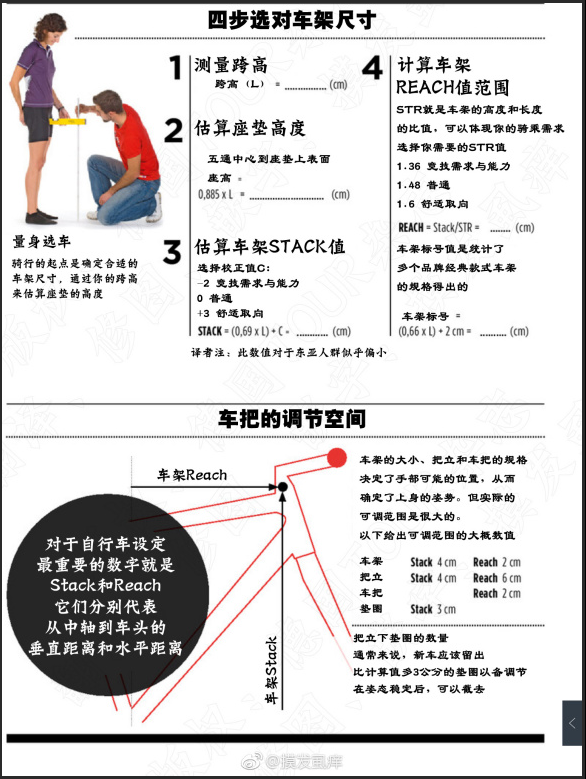 四步选对车架尺寸
1 测量跨高
跨高（L） = .............. (cm)
2 估算座垫高度
五通中心到座垫上表面
座高 =
0,885 x L = .............. (cm)
3 估算车架STACK值
选择校正值C：
-2 竞技需求与能力
0 普通
+3 舒适取向
STACK = (0,69 x L) + C = ........... (cm)
译者注：此数值对于东亚人群似乎偏小
4 计算车架
REACH值范围
STR就是车架的高度和长度
的比值，可以体现你的骑乘需求
选择你需要的STR值
1.36 竞技需求与能力
1.48 普通
1.6 舒适取向
REACH = Stack/STR = ........ (cm)
车架标号值是统计了
多个品牌经典款式车架
的规格得出的
车架标号 =
(0,66 x L) + 2 cm = .......... (cm)
量身选车
骑行的起点是确定合适的
车架尺寸，通过你的跨高
来估算座垫的高度
车把的调节空间
车架Reach
车架Stack
对于自行车设定
最重要的数字就是
Stack和Reach
它们分别代表
从中轴到车头的
垂直距离和水平距离
车架的大小、把立和车把的规格
决定了手部可能的位置，从而
确定了上身的姿势。但实际的
可调范围是很大的。
以下给出可调范围的大概数值
车架 Stack 4 cm Reach 2 cm
把立 Stack 4 cm Reach 6 cm
车把 Reach 2 cm
垫圈 Stack 3 cm
把立下垫圈的数量
通常来说，新车应该留出
比计算值多3公分的垫圈以备调节
在姿态稳定后，可以截去